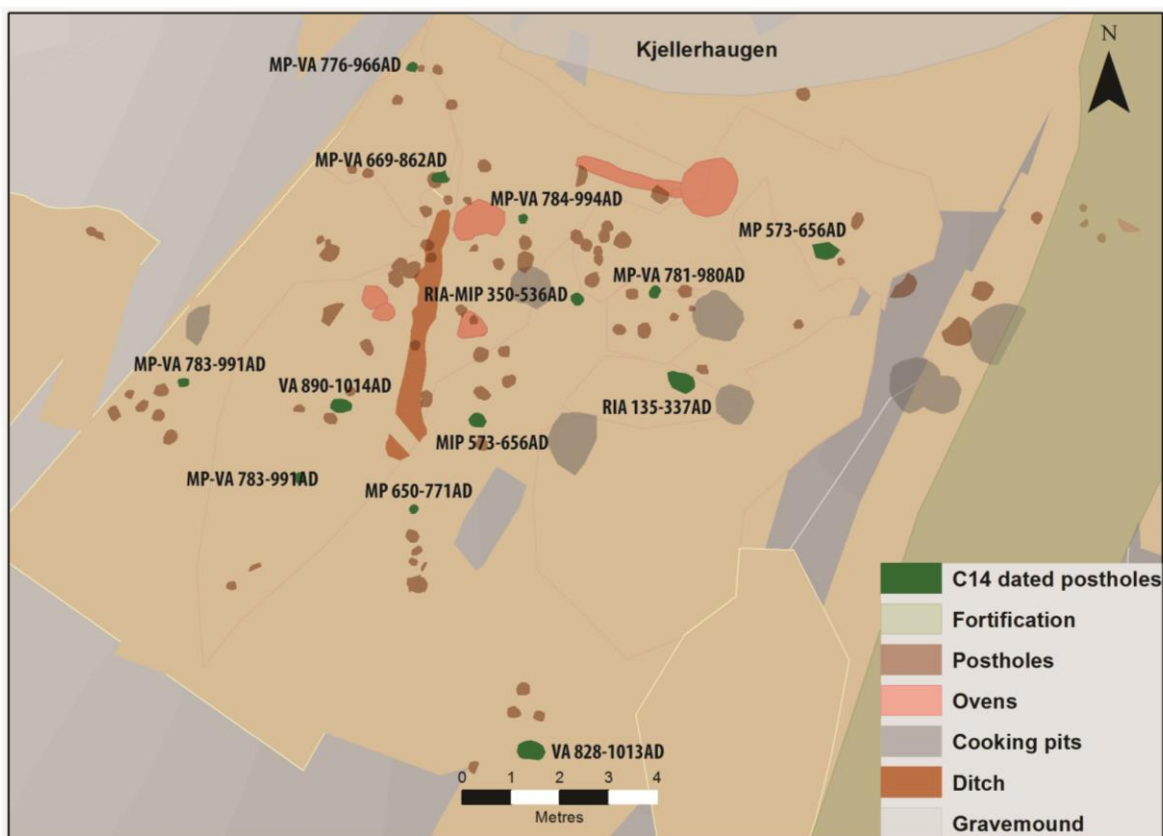 Kjellerhaugen
N
MP-VA 776-966AD
MP-VA 669-862AD
MP-VA 784-994AD
MP 573-656AD
MP-VA 781-980AD
RIA-MIP 350-536AD
MP-VA 783-991AD
VA 890-1014AD
RIA 135-337AD
MIP 573-656AD
MP-VA 783-991AD
MP 650-771AD
VA 828-1013AD
0 1 2 3 4
Metres
C14 dated postholes
Fortification
Postholes
Ovens
Cooking pits
Ditch
Gravemound